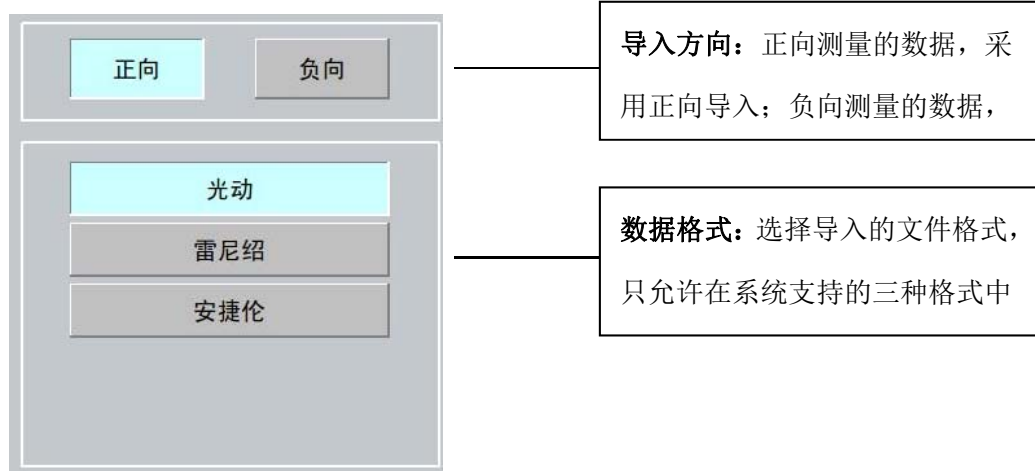 正向
负向
光动
雷尼绍
安捷伦
导入方向：正向测量的数据，采
用正向导入；负向测量的数据，
数据格式：选择导入的文件格式，
只允许在系统支持的三种格式中